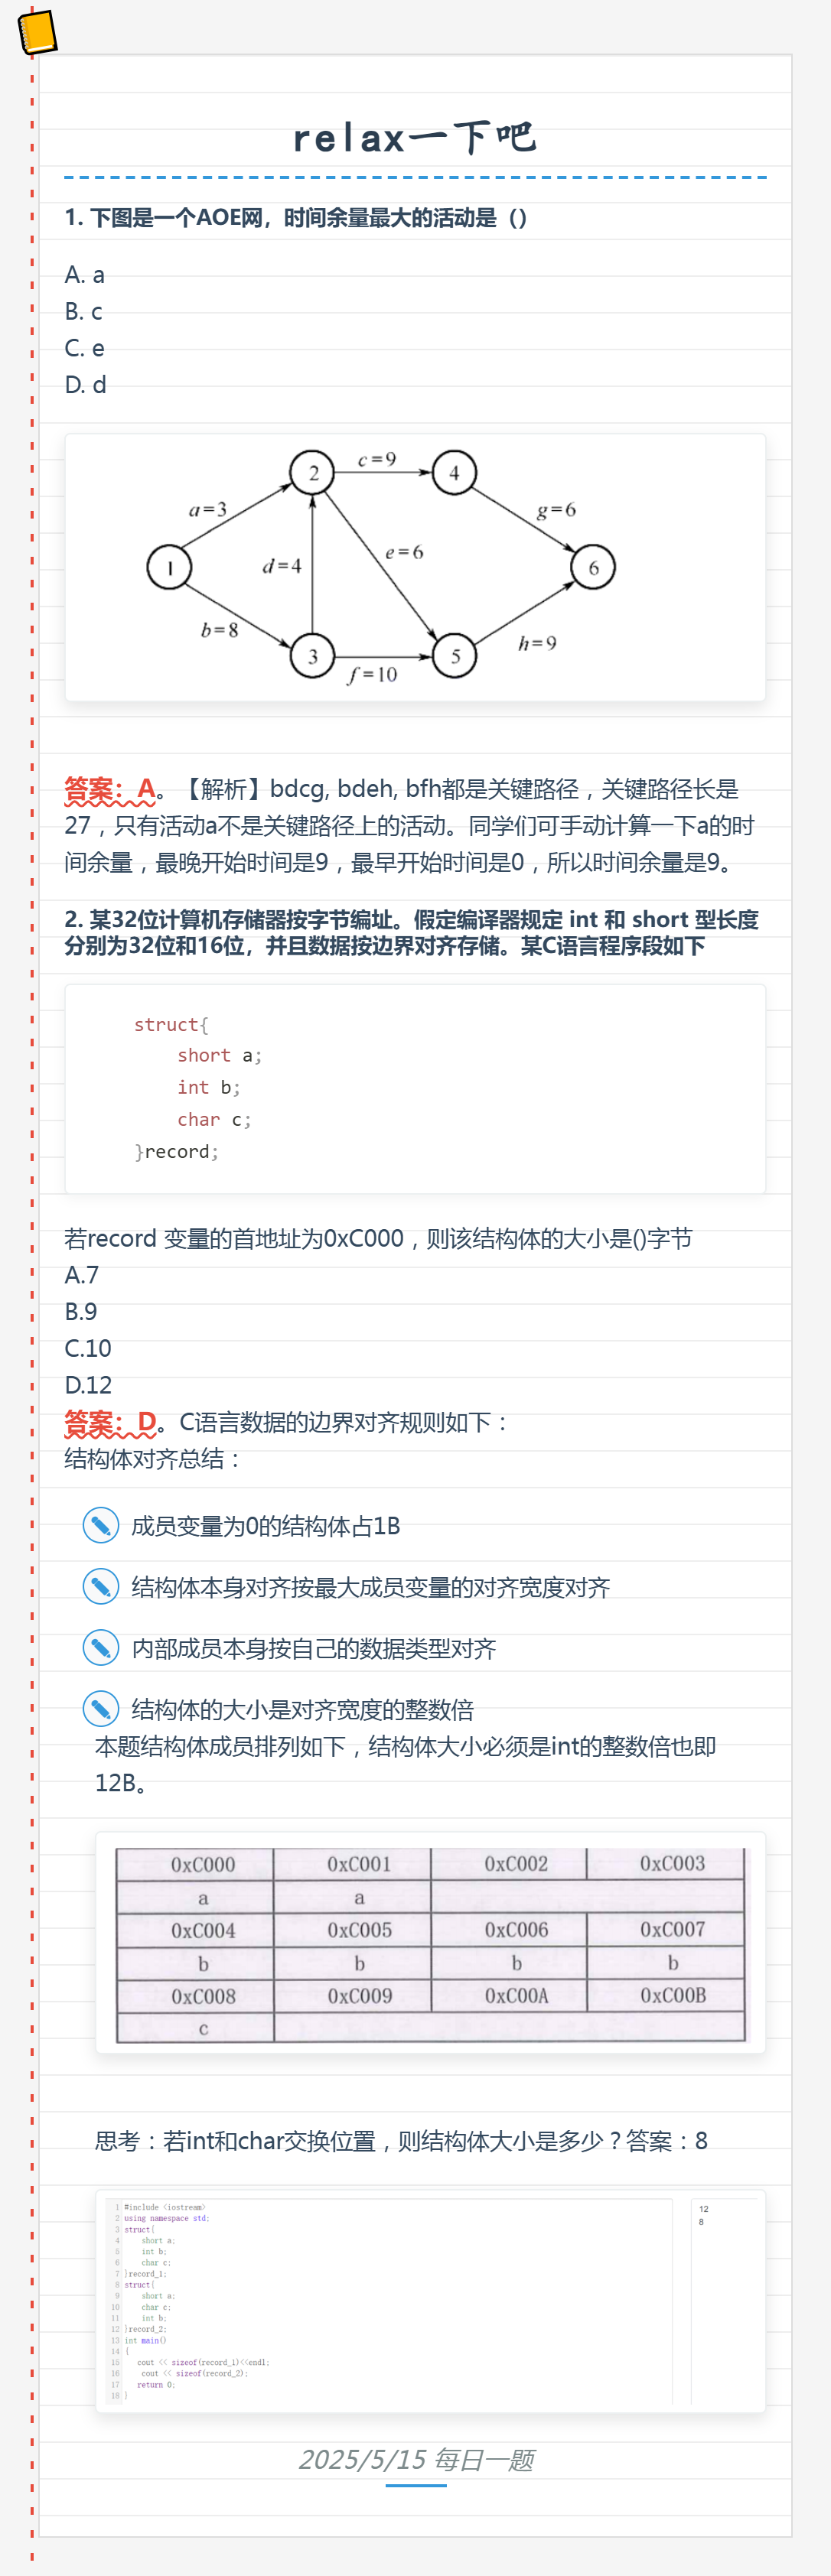 relax一下吧
1. 下图是一个AOE网，时间余量最大的活动是（）
A. a
B. c
C. e
D. d
2
c=9
4
a=3
g=6
1
d=4
e=6
6
b=8
h=9
3
f=10
5
答案：A。【解析】bdcg, bdeh, bfh都是关键路径，关键路径长是
27，只有活动a不是关键路径上的活动。同学们可手动计算一下a的时
间余量，最晚开始时间是9，最早开始时间是0，所以时间余量是9。
2. 某32位计算机存储器按字节编址。假定编译器规定 int 和 short 型长度
分别为32位和16位，并且数据按边界对齐存储。某C语言程序段如下
struct{
short a;
int b;
char c;
}record;
若record 变量的首地址为0xC000，则该结构体的大小是()字节
A.7
B.9
C.10
D.12
答案：D。C语言数据的边界对齐规则如下：
结构体对齐总结：
成员变量为0的结构体占1B
结构体本身对齐按最大成员变量的对齐宽度对齐
内部成员本身按自己的数据类型对齐
结构体的大小是对齐宽度的整数倍
本题结构体成员排列如下，结构体大小必须是int的整数倍也即
12B。
0xC000 0xC001 0xC002 0xC003
a a
0xC004 0xC005 0xC006 0xC007
b b b b
0xC008 0xC009 0xC00A 0xC00B
c
思考：若int和char交换位置，则结构体大小是多少？答案：8
1 #include <iostream>
2 using namespace std;
3 struct{
4 short a;
5 int b;
6 char c;
7 }record_1;
8 struct{
9 short a;
10 char c;
11 int b;
12 }record_2;
13 int main()
14 {
15 cout << sizeof(record_1)<<endl;
16 cout << sizeof(record_2);
17 return 0;
18 }
12
8
2025/5/15 每日一题